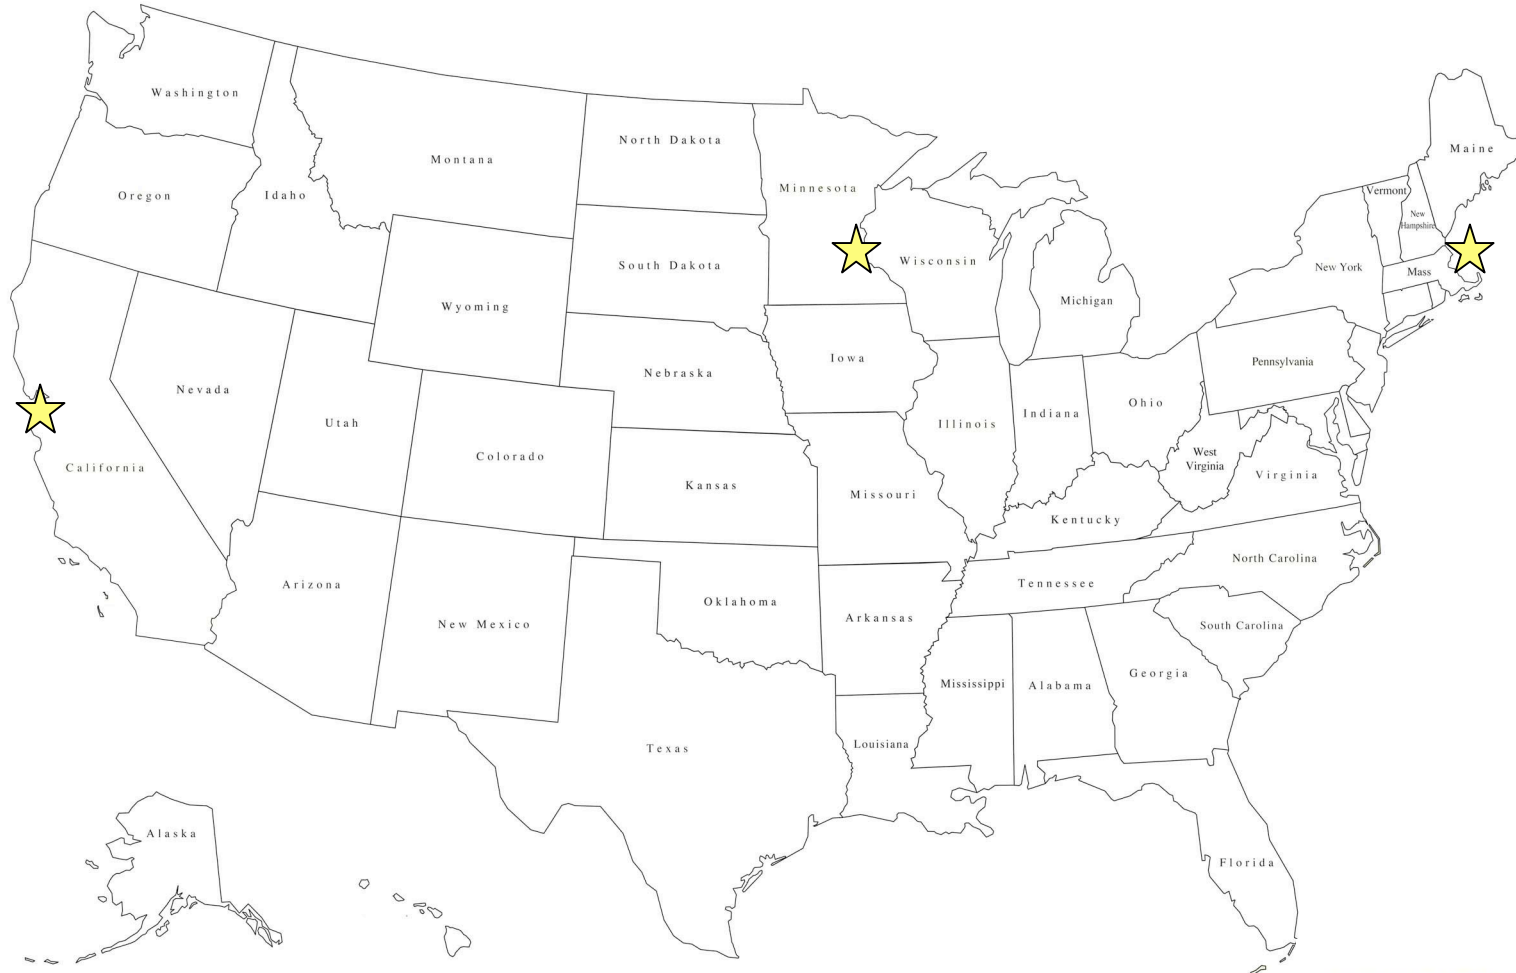 Washington
Oregon
Idaho
Montana
North Dakota
Minnesota
South Dakota
Wyoming
Wisconsin
Michigan
Maine
Vermont
New
Hampshire
New York
Mass
Nevada
Utah
California
Colorado
Nebraska
Iowa
Kansas
Missouri
Illinois
Indiana
Ohio
Pennsylvania
West
Virginia
Virginia
Kentucky
Tennessee
North Carolina
South Carolina
Arizona
New Mexico
Oklahoma
Arkansas
Texas
Louisiana
Mississippi
Alabama
Georgia
Florida
Alaska